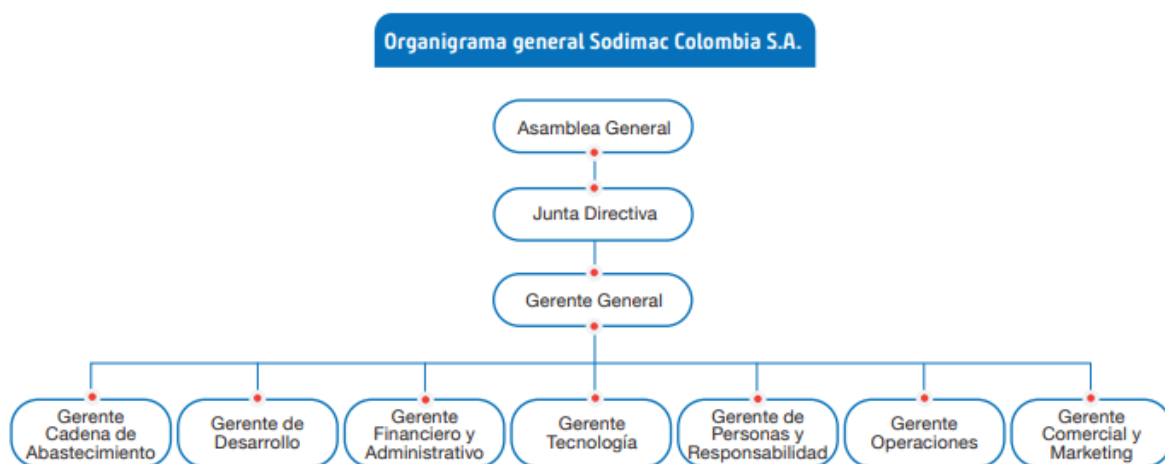 Organigrama general Sodimac Colombia S.A.
Asamblea General
Junta Directiva
Gerente General
Gerente
Cadena de
Abastecimiento
Gerente de
Desarrollo
Gerente
Financiero y
Administrativo
Gerente
Tecnología
Gerente de
Personas y
Responsabilidad
Gerente
Operaciones
Gerente
Comercial y
Marketing